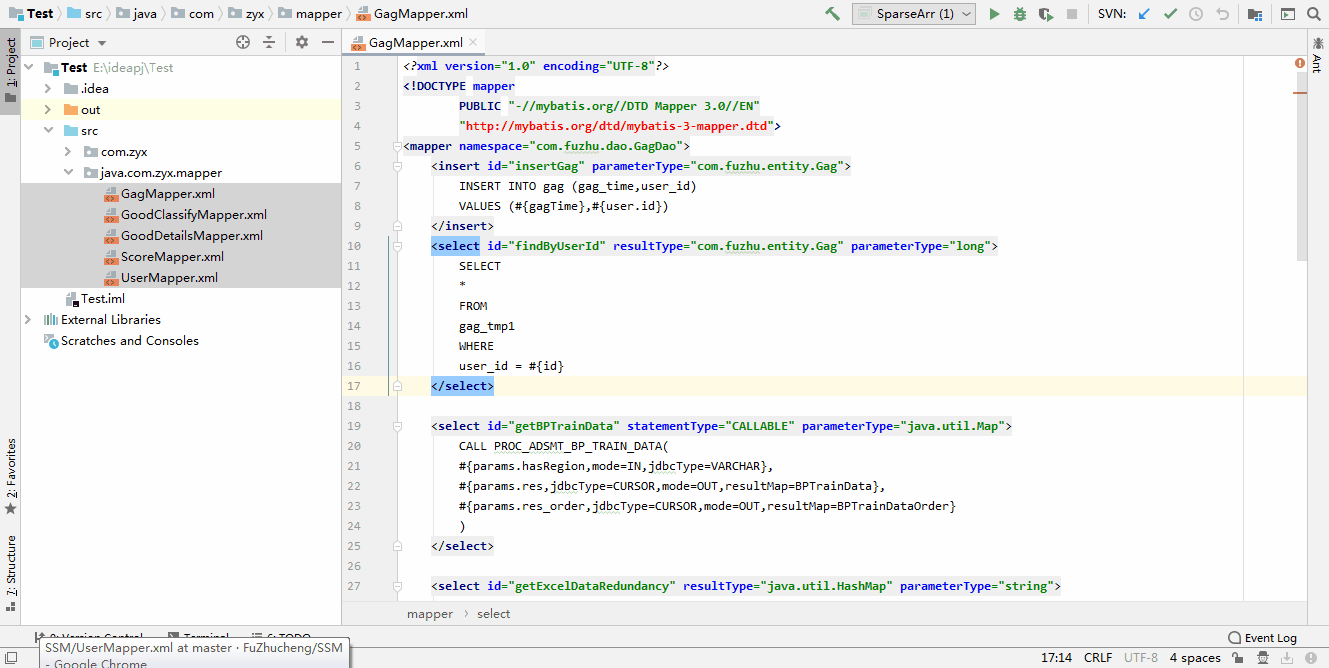 Test src java com zyx mapper GagMapper.xml SparseArr (1) SVN:
1: Project
Project
GagMapper.xml
Test E:\ideapj\Test
.idea
out
src
com.zyx
java.com.zyx.mapper
GagMapper.xml
GoodClassifyMapper.xml
GoodDetailsMapper.xml
ScoreMapper.xml
UserMapper.xml
Test.iml
External Libraries
Scratches and Consoles
1 <?xml version="1.0" encoding="UTF-8"?>
2 <!DOCTYPE mapper
3 PUBLIC "-//mybatis.org//DTD Mapper 3.0//EN"
4 "http://mybatis.org/dtd/mybatis-3-mapper.dtd">
5 <mapper namespace="com.fuzhu.dao.GagDao">
6 <insert id="insertGag" parameterType="com.fuzhu.entity.Gag">
7 INSERT INTO gag (gag_time,user_id)
8 VALUES (#{gagTime},#{user.id})
9 </insert>
10 <select id="findByUserId" resultType="com.fuzhu.entity.Gag" parameterType="long">
11 SELECT
12 *
13 FROM
14 gag_tmp1
15 WHERE
16 user_id = #{id}
17 </select>
18
19 <select id="getBPTrainData" statementType="CALLABLE" parameterType="java.util.Map">
20 CALL PROC_ADSMT_BP_TRAIN_DATA(
21 #{params.hasRegion,mode=IN,jdbcType=VARCHAR},
22 #{params.res,jdbcType=CURSOR,mode=OUT,resultMap=BPTrainData},
23 #{params.res_order,jdbcType=CURSOR,mode=OUT,resultMap=BPTrainDataOrder}
24 )
25 </select>
26
27 <select id="getExcelDataRedundancy" resultType="java.util.HashMap" parameterType="string">
Ant
2: Favorites
7: Structure
mapper select
9: Version Control Terminal 6: TODO
Event Log
SSM/UserMapper.xml at master · FuZhucheng/SSM
- Google Chrome
17:14 CRLF UTF-8 4 spaces